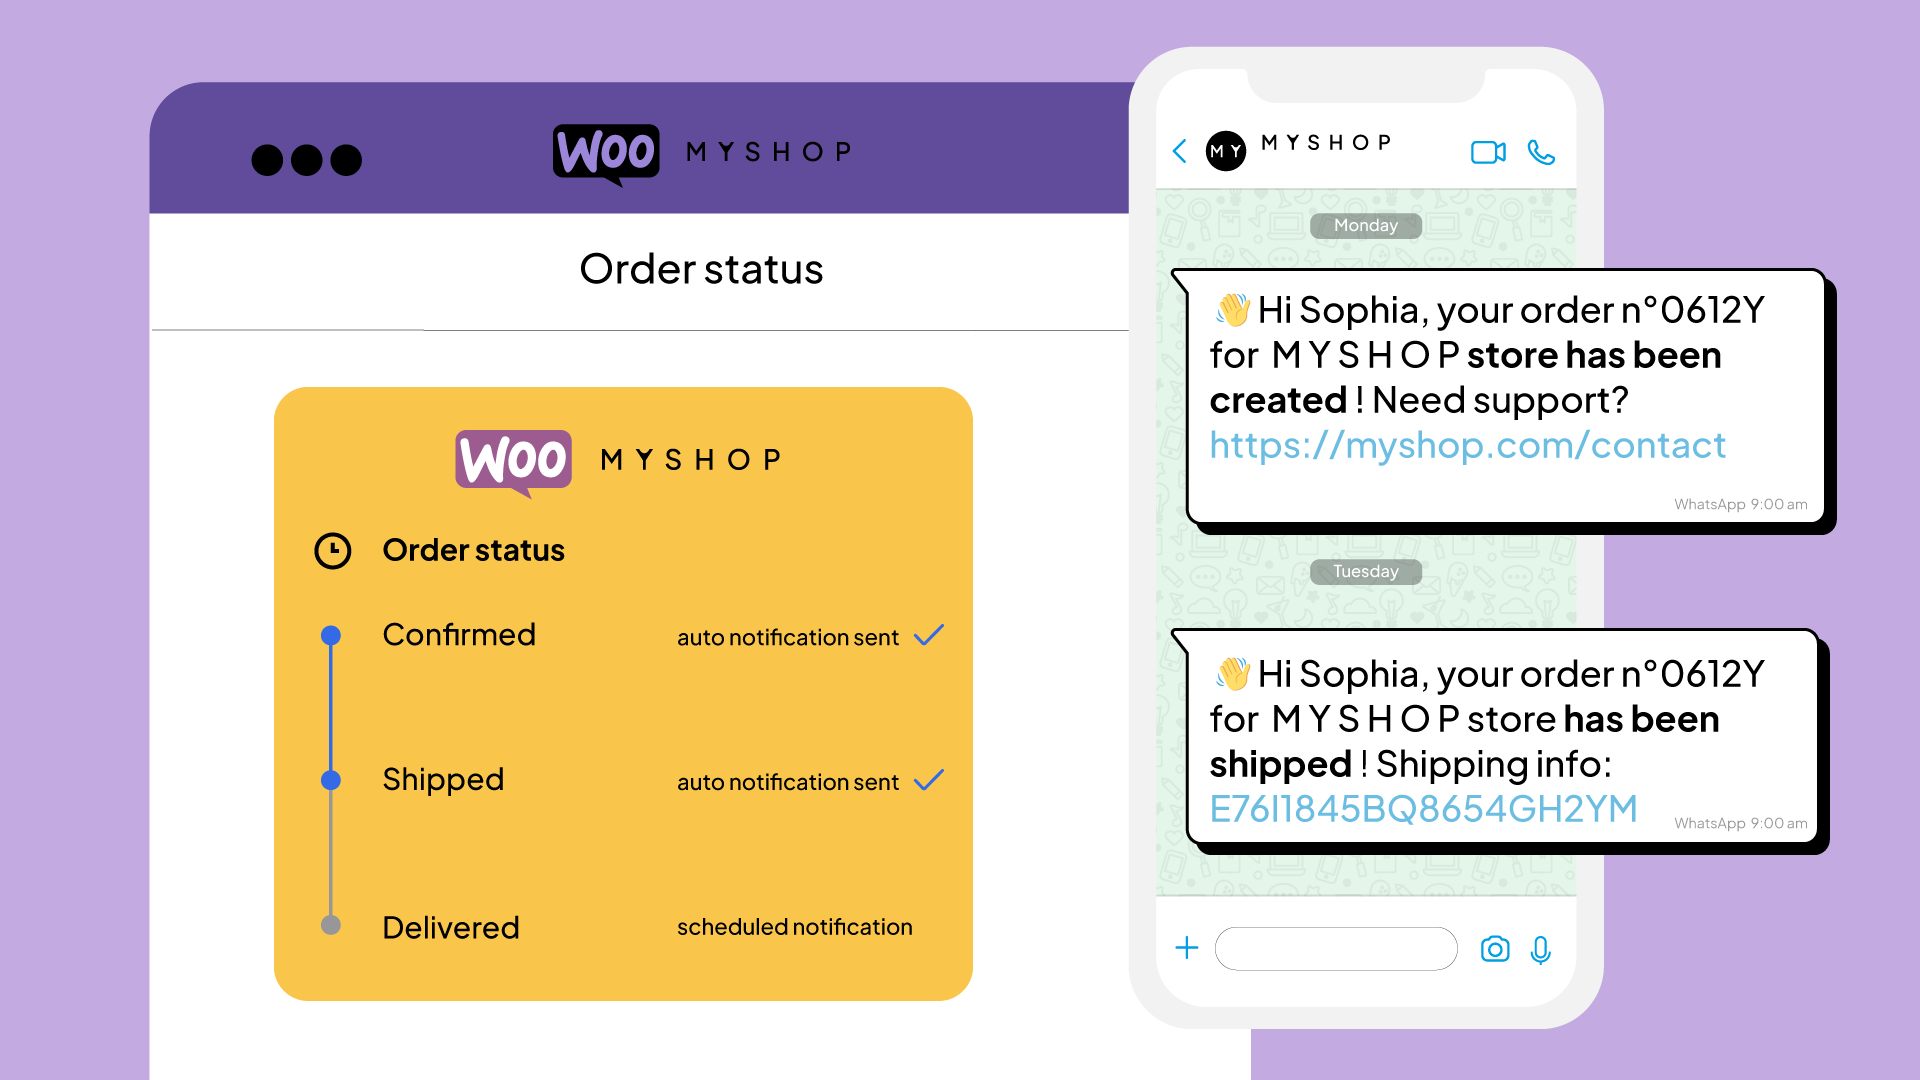 WOO MYSHOP
Order status
WOO MYSHOP
Order status
Confirmed auto notification sent
Shipped auto notification sent
Delivered scheduled notification
MY MYSHOP
Monday
👋 Hi Sophia, your order n°0612Y
for MYSHOP store has been
created ! Need support?
https://myshop.com/contact
WhatsApp 9:00 am
Tuesday
👋 Hi Sophia, your order n°0612Y
for MYSHOP store has been
shipped ! Shipping info:
E76I1845BQ8654GH2YM
WhatsApp 9:00 am